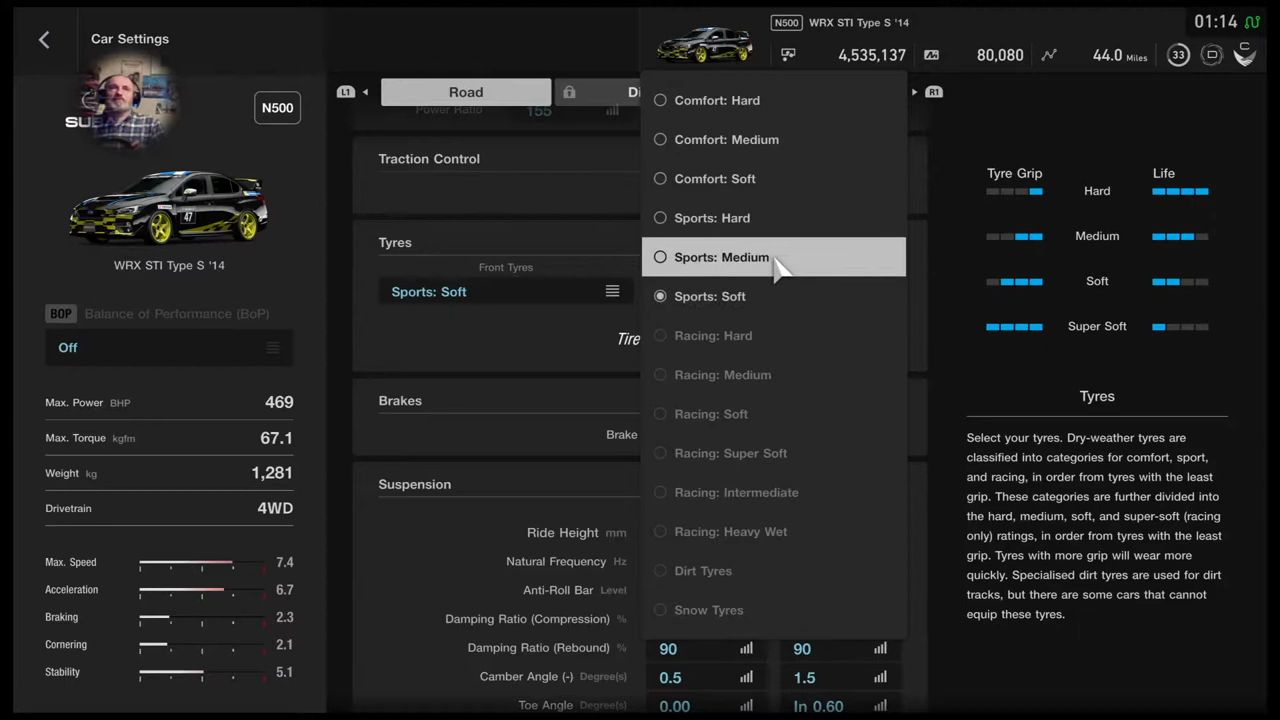 Car Settings
SUB
N500
WRX STI Type S '14
BOP Balance of Performance (BoP)
Off
Max. Power BHP 469
Max. Torque kgfm 67.1
Weight kg 1,281
Drivetrain 4WD
Max. Speed 7.4
Acceleration 6.7
Braking 2.3
Cornering 2.1
Stability 5.1
N500 WRX STI Type S '14
4,535,137 80,080 44.0 Miles 33 C
01:14
L1 Road Di R1
Power Ratio 155
Traction Control
Tyres
Front Tyres
Sports: Soft
Tire
Brakes
Brake
Suspension
Ride Height mm
Natural Frequency Hz
Anti-Roll Bar Level
Damping Ratio (Compression) %
Damping Ratio (Rebound) % 90 90
Camber Angle (-) Degree(s) 0.5 1.5
Toe Angle Degree(s) 0.00 In 0.60
Comfort: Hard
Comfort: Medium
Comfort: Soft
Sports: Hard
Sports: Medium
Sports: Soft
Racing: Hard
Racing: Medium
Racing: Soft
Racing: Super Soft
Racing: Intermediate
Racing: Heavy Wet
Dirt Tyres
Snow Tyres
Tyre Grip Life
Hard
Medium
Soft
Super Soft
Tyres
Select your tyres. Dry-weather tyres are
classified into categories for comfort, sport,
and racing, in order from tyres with the least
grip. These categories are further divided into
the hard, medium, soft, and super-soft (racing
only) ratings, in order from tyres with the least
grip. Tyres with more grip will wear more
quickly. Specialised dirt tyres are used for dirt
tracks, but there are some cars that cannot
equip these tyres.
47